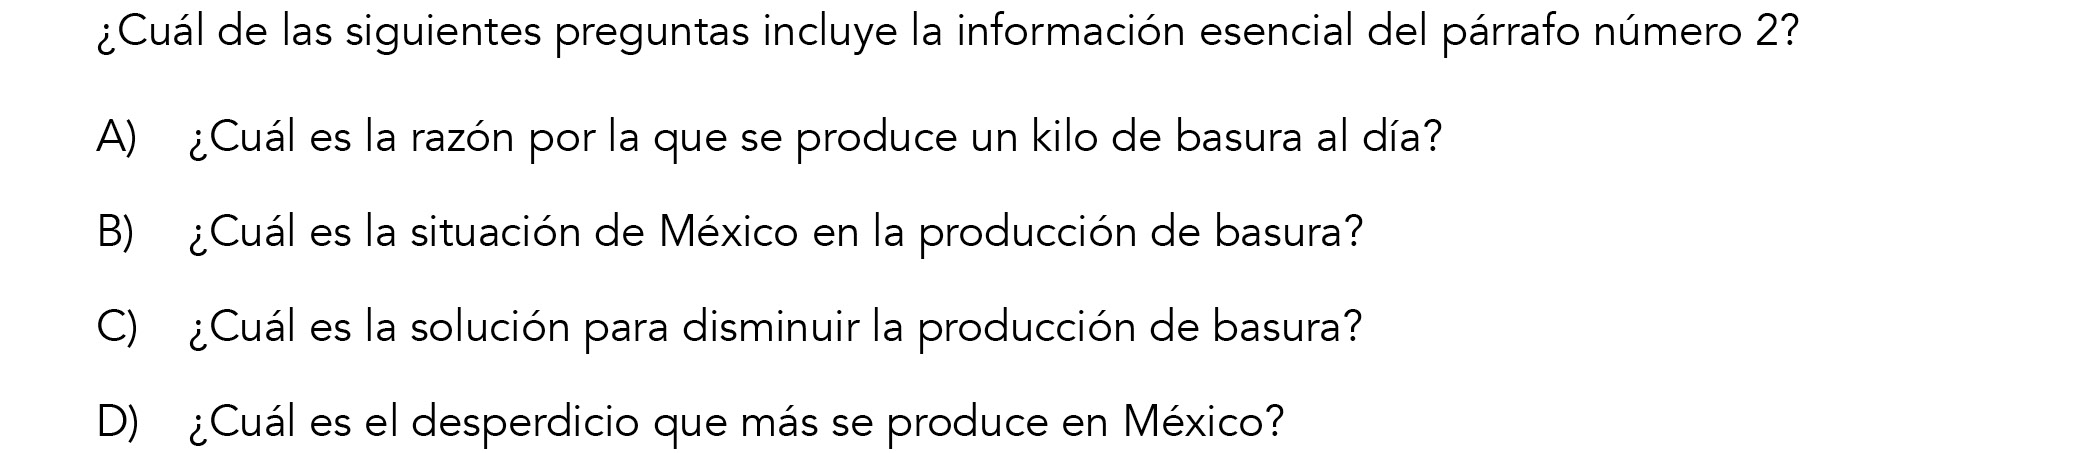 ¿Cuál de las siguientes preguntas incluye la información esencial del párrafo número 2?
A) ¿Cuál es la razón por la que se produce un kilo de basura al día?
B) ¿Cuál es la situación de México en la producción de basura?
C) ¿Cuál es la solución para disminuir la producción de basura?
D) ¿Cuál es el desperdicio que más se produce en México?